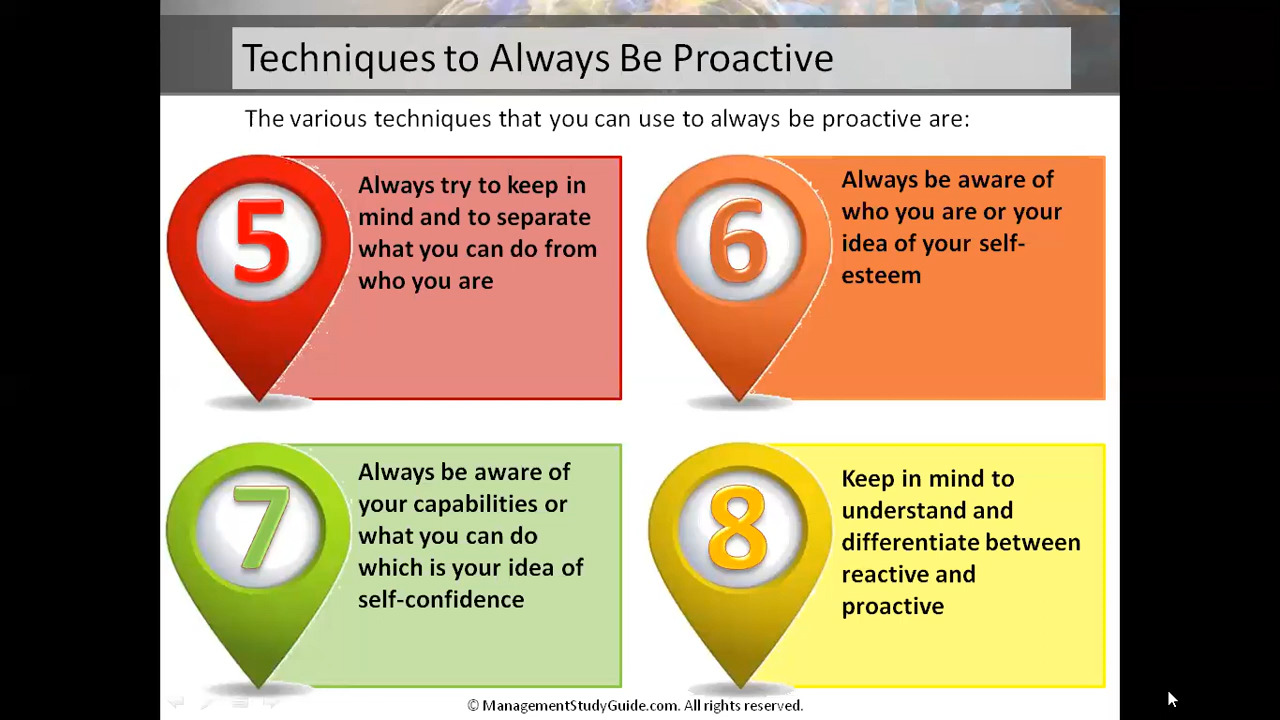 Techniques to Always Be Proactive
The various techniques that you can use to always be proactive are:
5
Always try to keep in
mind and to separate
what you can do from
who you are
6
Always be aware of
who you are or your
idea of your self-
esteem
7
Always be aware of
your capabilities or
what you can do
which is your idea of
self-confidence
8
Keep in mind to
understand and
differentiate between
reactive and
proactive
© ManagementStudyGuide.com. All rights reserved.